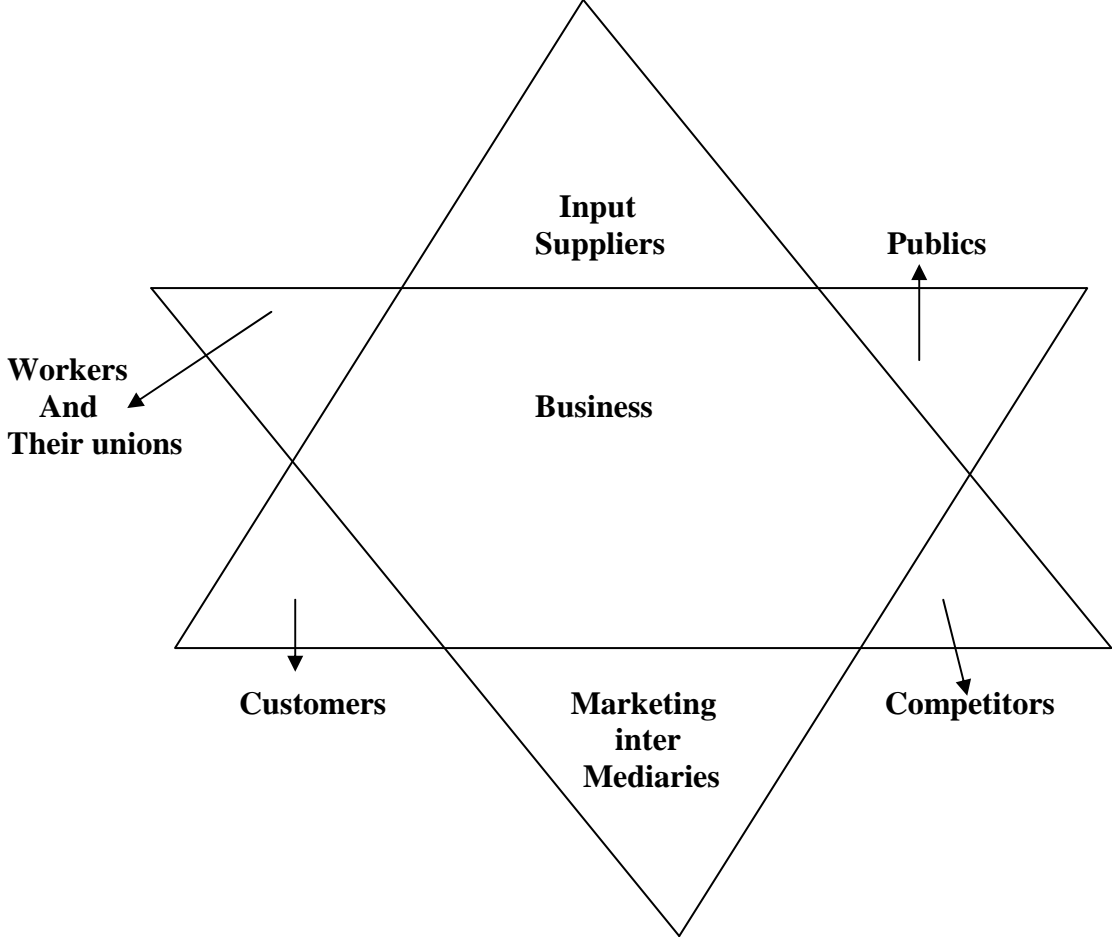 Input
Suppliers
Publics
Workers
And
Their unions
Business
Customers
Marketing
inter
Mediaries
Competitors